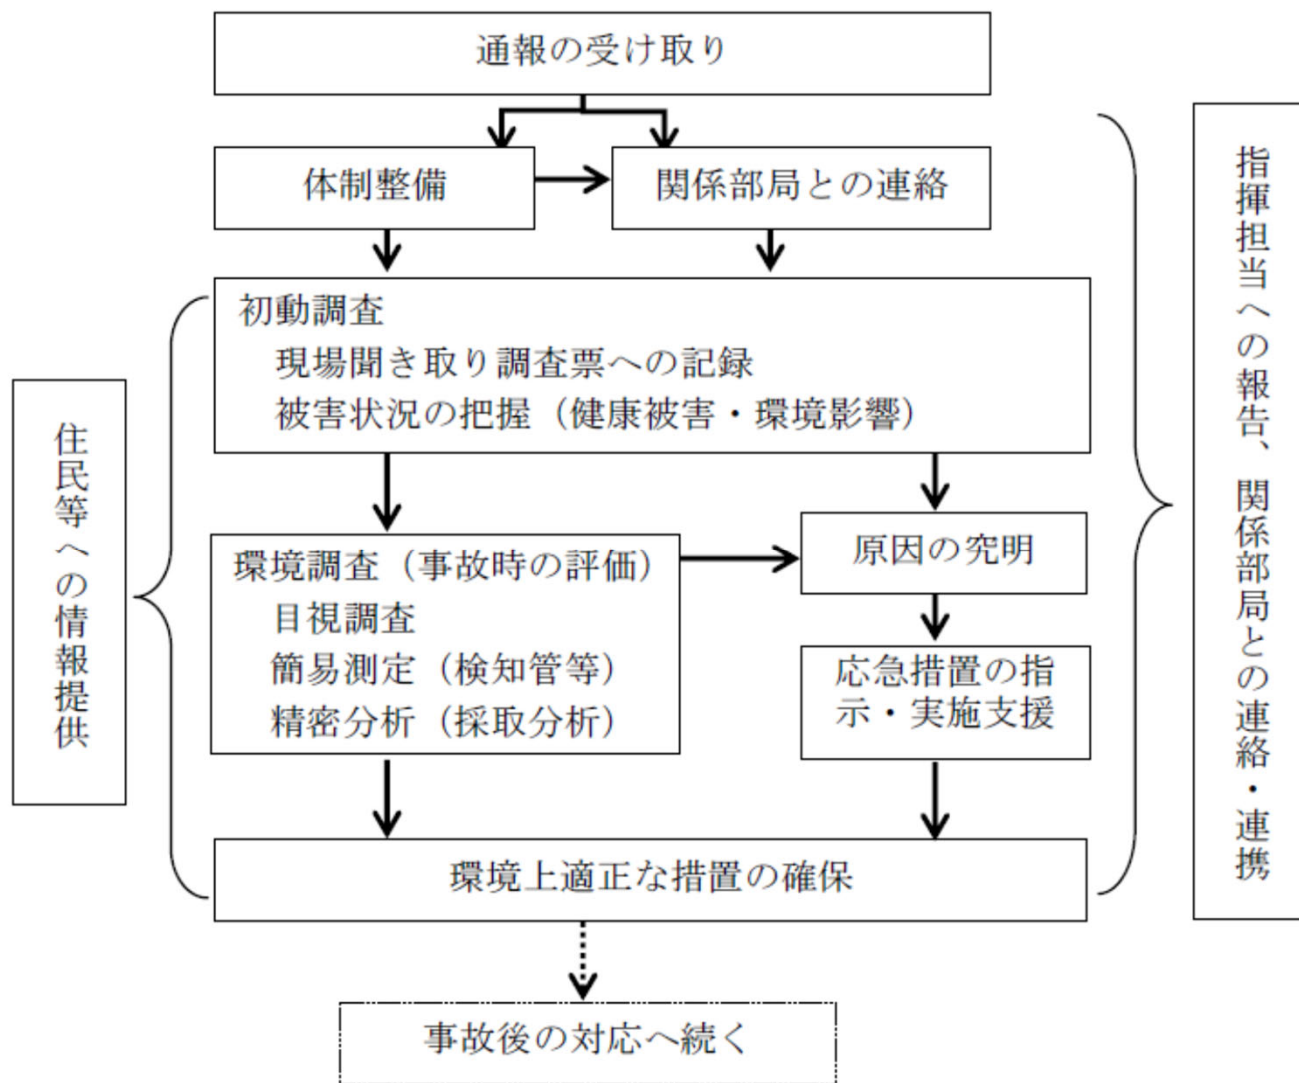 通報の受け取り
体制整備
関係部局との連絡
初動調査
現場聞き取り調査票への記録
被害状況の把握（健康被害・環境影響）
環境調査（事故時の評価）
目視調査
簡易測定（検知管等）
精密分析（採取分析）
原因の究明
応急措置の指
示・実施支援
環境上適正な措置の確保
事故後の対応へ続く
住民等への情報提供
指揮担当への報告、関係部局との連絡・連携